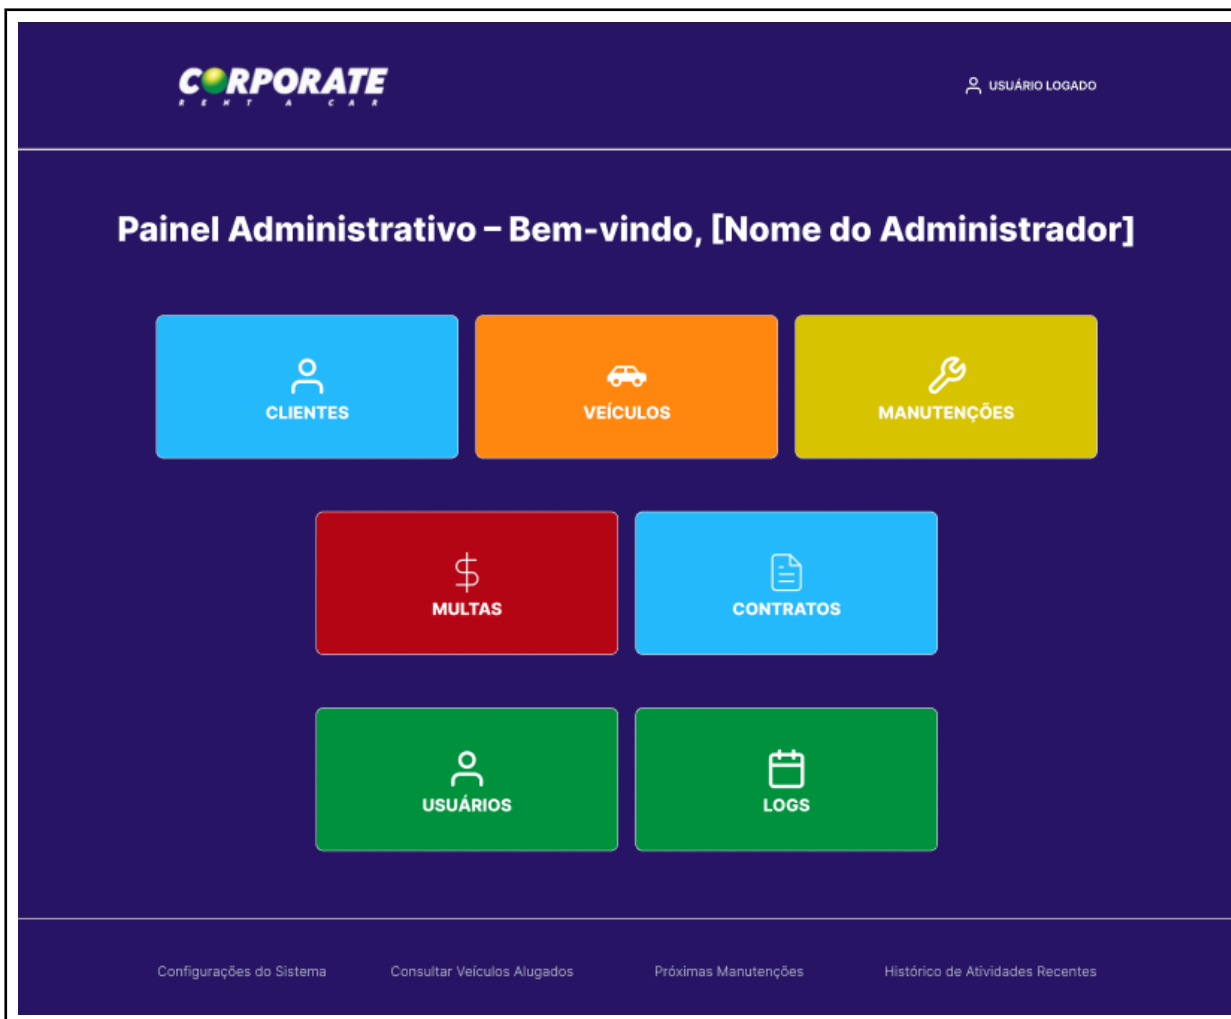 CORPORATE
RENT A CAR
USUÁRIO LOGADO
Painel Administrativo – Bem-vindo, [Nome do Administrador]
CLIENTES
VEÍCULOS
MANUTENÇÕES
MULTAS
CONTRATOS
USUÁRIOS
LOGS
Configurações do Sistema
Consultar Veículos Alugados
Próximas Manutenções
Histórico de Atividades Recentes